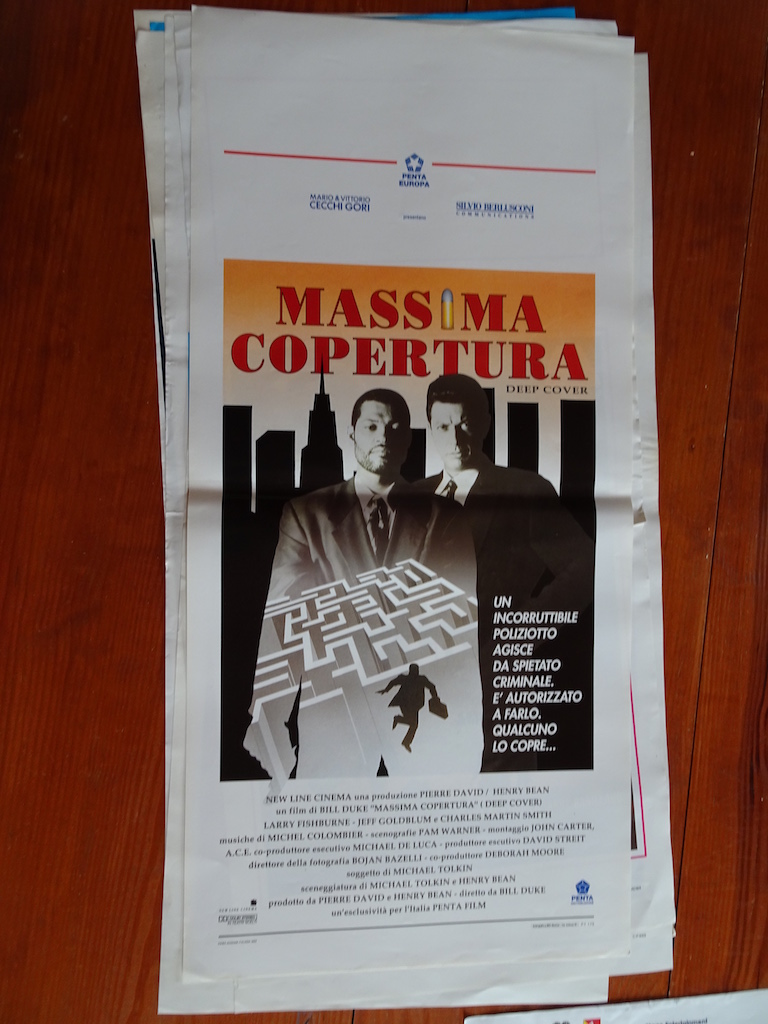 PENTA
EUROPA
MARIO & VITTORIO
CECCHI GORI
SILVIO BERLUSCONI
COMMUNICATIONS
presentano
MASSIMA
COPERTURA
DEEP COVER
UN
INCORRUTTIBILE
POLIZIOTTO
AGISCE
DA SPIETATO
CRIMINALE.
E' AUTORIZZATO
A FARLO.
QUALCUNO
LO COPRE...
NEW LINE CINEMA una produzione PIERRE DAVID / HENRY BEAN
un film di BILL DUKE "MASSIMA COPERTURA" (DEEP COVER)
LARRY FISHBURNE - JEFF GOLDBLUM e CHARLES MARTIN SMITH
musiche di MICHEL COLOMBIER - scenografie PAM WARNER - montaggio JOHN CARTER,
A.C.E. co-produttore esecutivo MICHAEL DE LUCA - produttore escutivo DAVID STREIT
direttore della fotografia BOJAN BAZELLI - co-produttore DEBORAH MOORE
soggetto di MICHAEL TOLKIN
sceneggiatura di MICHAEL TOLKIN e HENRY BEAN
prodotto da PIERRE DAVID e HENRY BEAN - diretto da BILL DUKE
un'esclusività per l'Italia PENTA FILM
NEW LINE CINEMA
PENTA